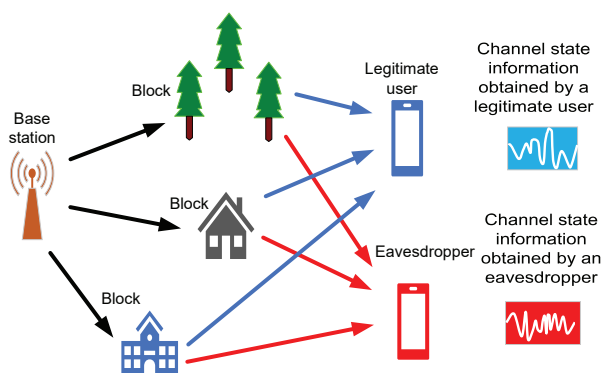 Base
station
Block
Block
Block
Legitimate
user
Eavesdropper
Channel state
information
obtained by a
legitimate user
Channel state
information
obtained by an
eavesdropper